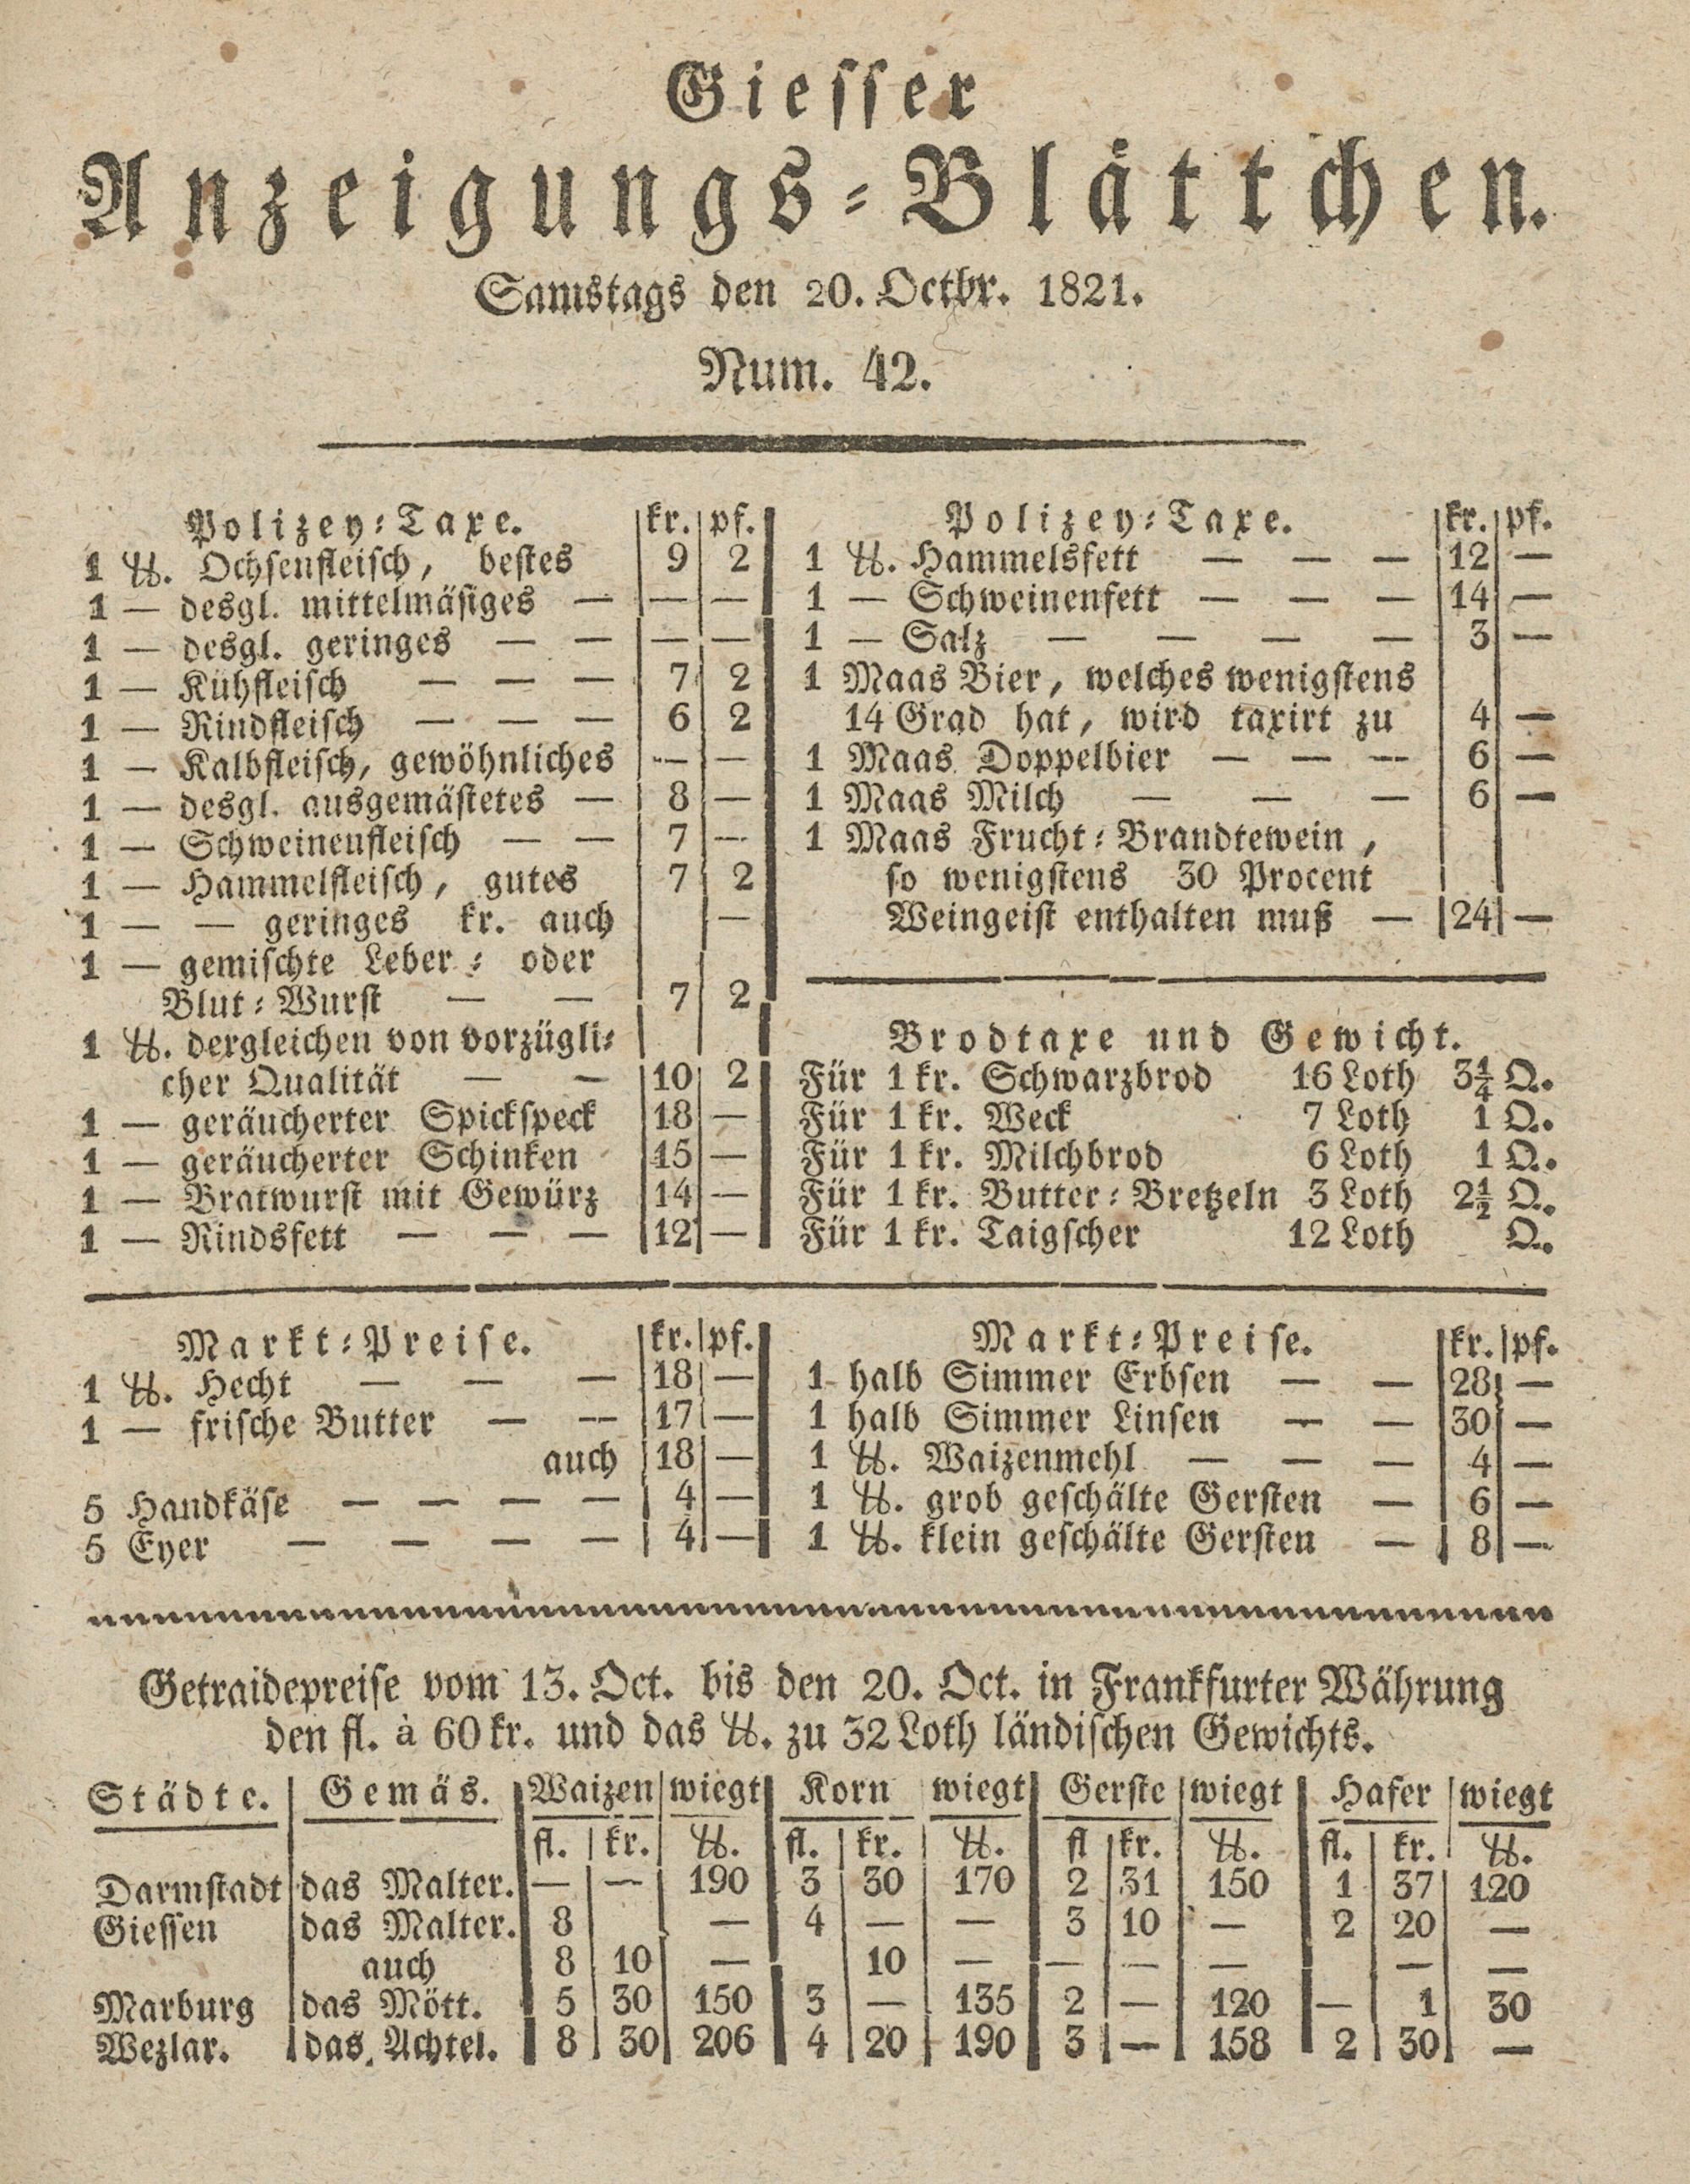 Giesser
Anzeigungs-Blättchen.
Samstags den 20. Octbr. 1821.
Num. 42.
Polizey-Taxe. kr. pf.
1 ℔. Ochsenfleisch, bestes 9 2
1 — desgl. mittelmäsiges — — —
1 — desgl. geringes — — — —
1 — Kühfleisch — — — 7 2
1 — Rindfleisch — — — 6 2
1 — Kalbfleisch, gewöhnliches — —
1 — desgl. ausgemästetes — 8 —
1 — Schweinenfleisch — — 7 —
1 — Hammelfleisch, gutes 7 2
1 — — geringes kr. auch —
1 — gemischte Leber- oder
Blut-Wurst — — 7 2
1 ℔. dergleichen von vorzügli-
cher Qualität — — 10 2
1 — geräucherter Spickspeck 18 —
1 — geräucherter Schinken 15 —
1 — Bratwurst mit Gewürz 14 —
1 — Rindsfett — — — 12 —
Polizey-Taxe. kr. pf.
1 ℔. Hammelsfett — — — 12 —
1 — Schweinenfett — — — 14 —
1 — Salz — — — — 3 —
1 Maas Bier, welches wenigstens
14 Grad hat, wird taxirt zu 4 —
1 Maas Doppelbier — — — 6 —
1 Maas Milch — — — 6 —
1 Maas Frucht-Brandtewein,
so wenigstens 30 Procent
Weingeist enthalten muß — 24 —
Brodtaxe und Gewicht.
Für 1 kr. Schwarzbrod 16 Loth 3¼ Q.
Für 1 kr. Weck 7 Loth 1 Q.
Für 1 kr. Milchbrod 6 Loth 1 Q.
Für 1 kr. Butter-Bretzeln 3 Loth 2½ Q.
Für 1 kr. Taigscher 12 Loth Q.
Markt-Preise. kr. pf.
1 ℔. Hecht — — — 18 —
1 — frische Butter — — 17 —
auch 18 —
5 Handkäse — — — — 4 —
5 Eyer — — — — 4 —
Markt-Preise. kr. pf.
1 halb Simmer Erbsen — — 28 —
1 halb Simmer Linsen — — 30 —
1 ℔. Waizenmehl — — — 4 —
1 ℔. grob geschälte Gersten — 6 —
1 ℔. klein geschälte Gersten — 8 —
Getraidepreise vom 13. Oct. bis den 20. Oct. in Frankfurter Währung
den fl. à 60 kr. und das ℔. zu 32 Loth ländischen Gewichts.
Städte. Gemäs. Waizen wiegt Korn wiegt Gerste wiegt Hafer wiegt
fl. kr. ℔. fl. kr. ℔. fl kr. ℔. fl. kr. ℔.
Darmstadt das Malter. — — 190 3 30 170 2 31 150 1 37 120
Giessen das Malter. 8 — 4 — — 3 10 — 2 20 —
auch 8 10 — 10 — — — — — —
Marburg das Mött. 5 30 150 3 — 135 2 — 120 — 1 30
Wezlar. das Achtel. 8 30 206 4 20 190 3 — 158 2 30 —